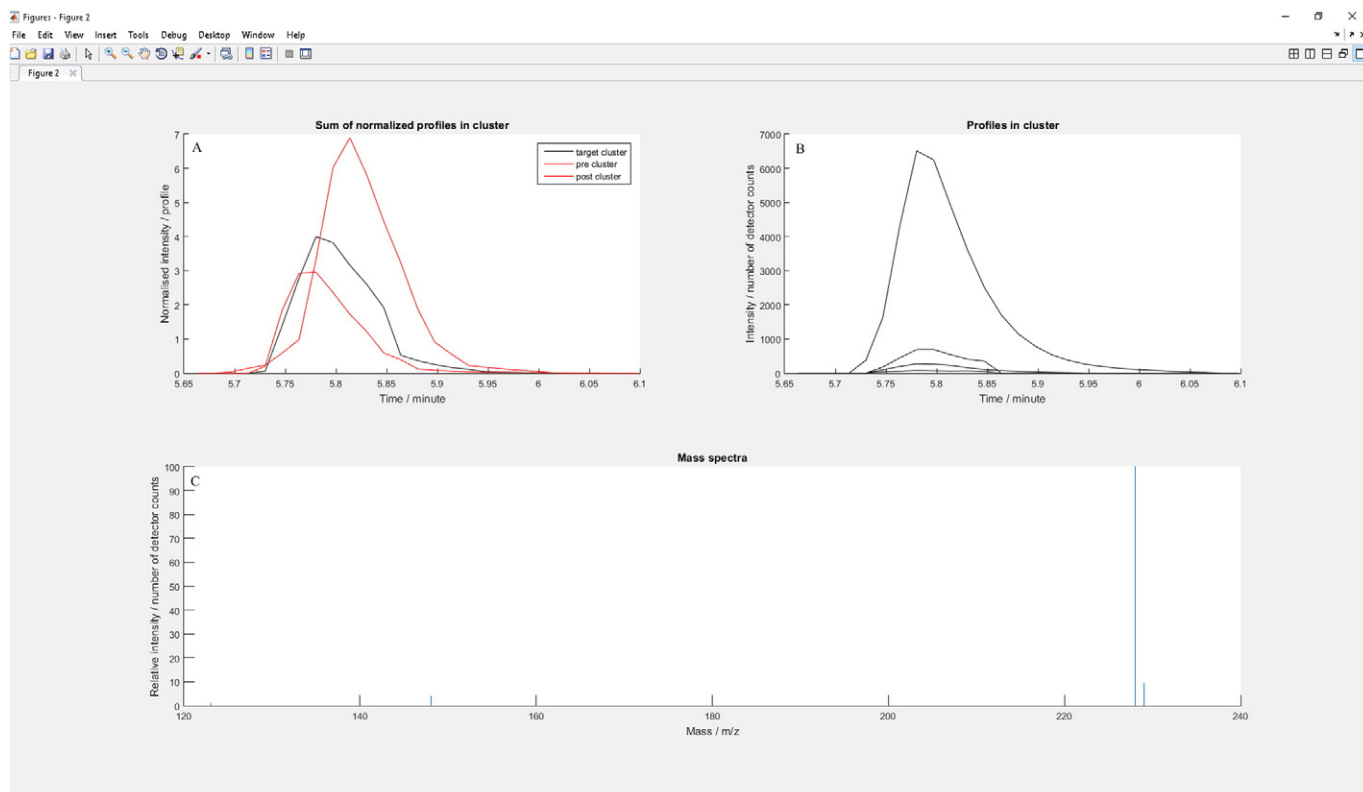 Figures - Figure 2
File Edit View Insert Tools Debug Desktop Window Help
Figure 2
Sum of normalized profiles in cluster
A
target cluster
pre cluster
post cluster
Normalised intensity / profile
7
6
5
4
3
2
1
0
5.65 5.7 5.75 5.8 5.85 5.9 5.95 6 6.05 6.1
Time / minute
Profiles in cluster
B
Intensity / number of detector counts
7000
6000
5000
4000
3000
2000
1000
0
5.65 5.7 5.75 5.8 5.85 5.9 5.95 6 6.05 6.1
Time / minute
Mass spectra
C
Relative intensity / number of detector counts
100
90
80
70
60
50
40
30
20
10
0
120 140 160 180 200 220 240
Mass / m/z